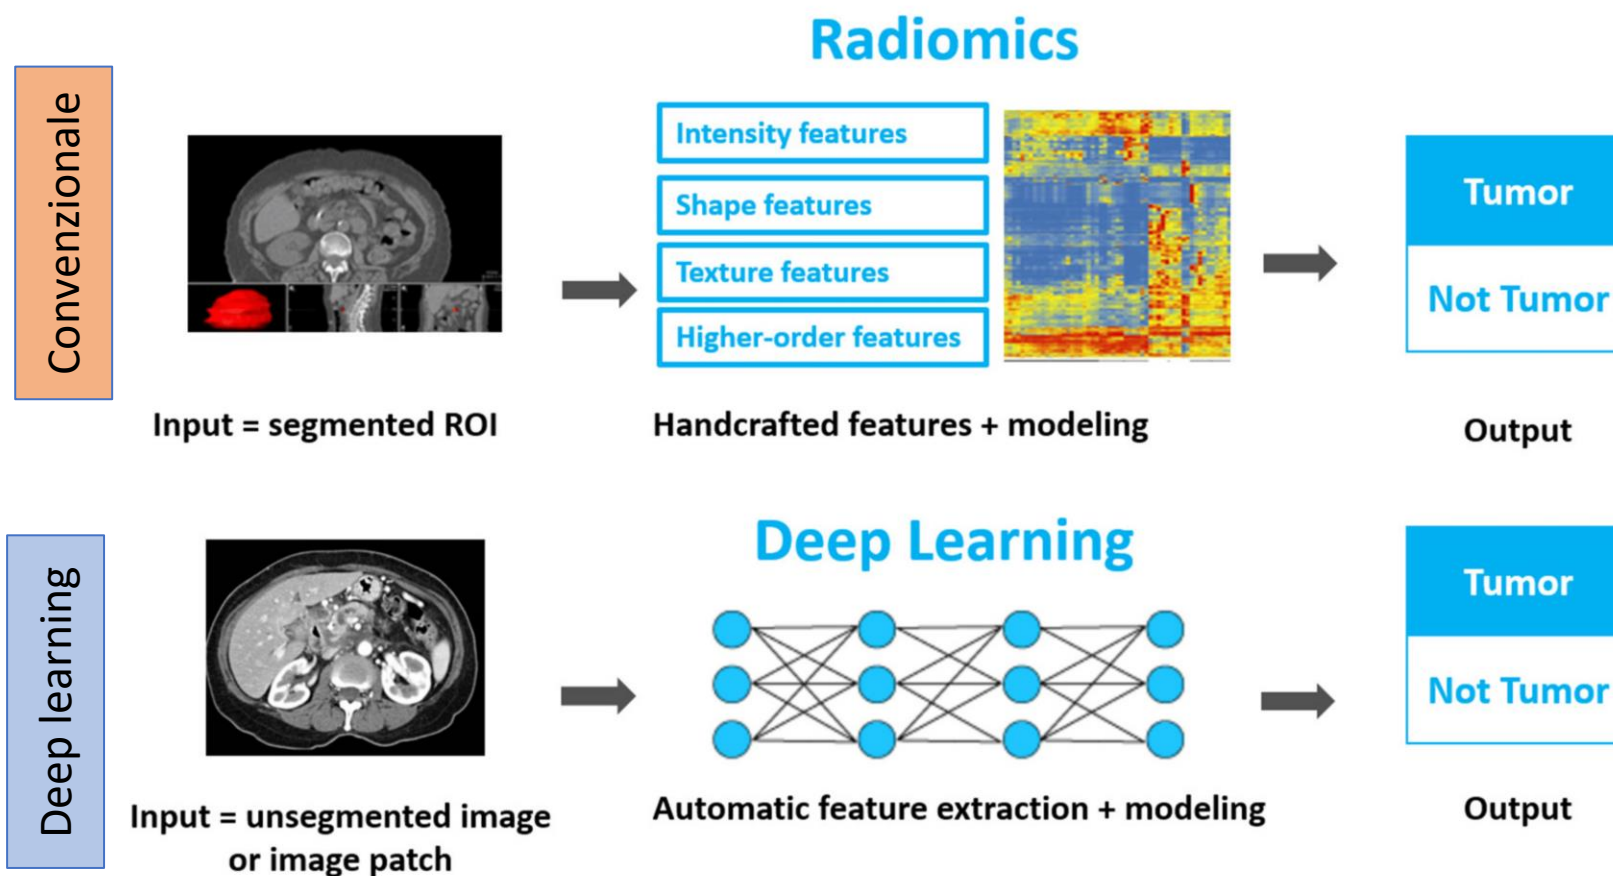 Radiomics
Convenzionale
Intensity features
Shape features
Texture features
Higher-order features
Tumor
Not Tumor
Input = segmented ROI
Handcrafted features + modeling
Output
Deep Learning
Deep learning
Tumor
Not Tumor
Input = unsegmented image
or image patch
Automatic feature extraction + modeling
Output